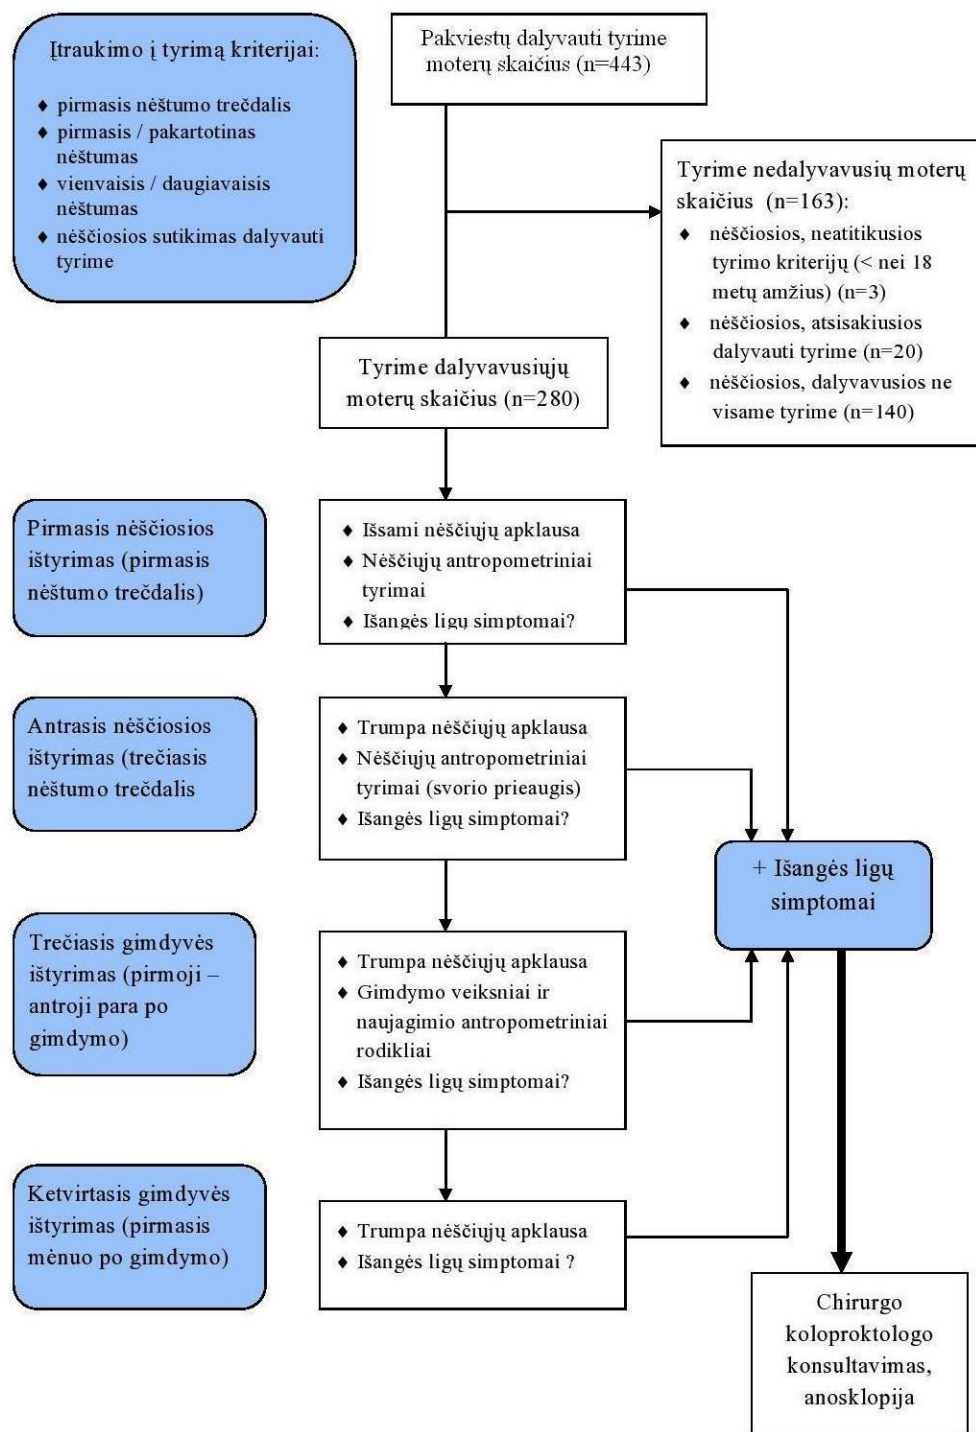 Įtraukimo į tyrimą kriterijai:
♦ pirmasis nėštumo trečdalis
♦ pirmasis / pakartotinas
nėštumas
♦ vienvaisis / daugiavaisis
nėštumas
♦ nėščiosios sutikimas dalyvauti
tyrime
Pakviestų dalyvauti tyrime
moterų skaičius (n=443)
Tyrime nedalyvavusių moterų
skaičius (n=163):
♦ nėščiosios, neatitikusios
tyrimo kriterijų (< nei 18
metų amžius) (n=3)
♦ nėščiosios, atsisakiusios
dalyvauti tyrime (n=20)
♦ nėščiosios, dalyvavusios ne
visame tyrime (n=140)
Tyrime dalyvavusiųjų
moterų skaičius (n=280)
Pirmasis nėščiosios
ištyrimas (pirmasis
nėštumo trečdalis)
♦ Išsami nėščiųjų apklausa
♦ Nėščiųjų antropometriniai
tyrimai
♦ Išangės ligų simptomai?
Antrasis nėščiosios
ištyrimas (trečiasis
nėštumo trečdalis
♦ Trumpa nėščiųjų apklausa
♦ Nėščiųjų antropometriniai
tyrimai (svorio prieaugis)
♦ Išangės ligų simptomai?
+ Išangės ligų
simptomai
Trečiasis gimdyvės
ištyrimas (pirmoji –
antroji para po
gimdymo)
♦ Trumpa nėščiųjų apklausa
♦ Gimdymo veiksniai ir
naujagimio antropometriniai
rodikliai
♦ Išangės ligų simptomai?
Ketvirtasis gimdyvės
ištyrimas (pirmasis
mėnuo po gimdymo)
♦ Trumpa nėščiųjų apklausa
♦ Išangės ligų simptomai ?
Chirurgo
koloproktologo
konsultavimas,
anosklopija